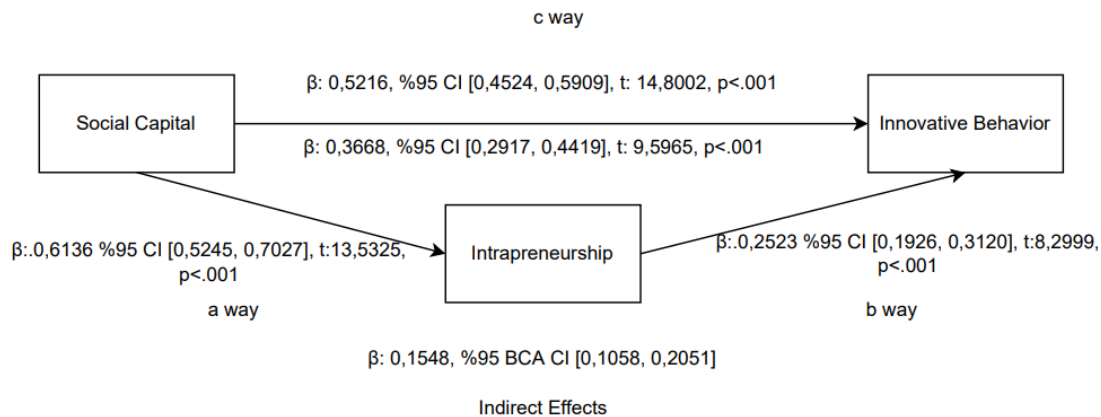 c way
β: 0,5216, %95 CI [0,4524, 0,5909], t: 14,8002, p<.001
Social Capital
Innovative Behavior
β: 0,3668, %95 CI [0,2917, 0,4419], t: 9,5965, p<.001
β:.0,6136 %95 CI [0,5245, 0,7027], t:13,5325,
p<.001
Intrapreneurship
β:.0,2523 %95 CI [0,1926, 0,3120], t:8,2999,
p<.001
a way
b way
β: 0,1548, %95 BCA CI [0,1058, 0,2051]
Indirect Effects